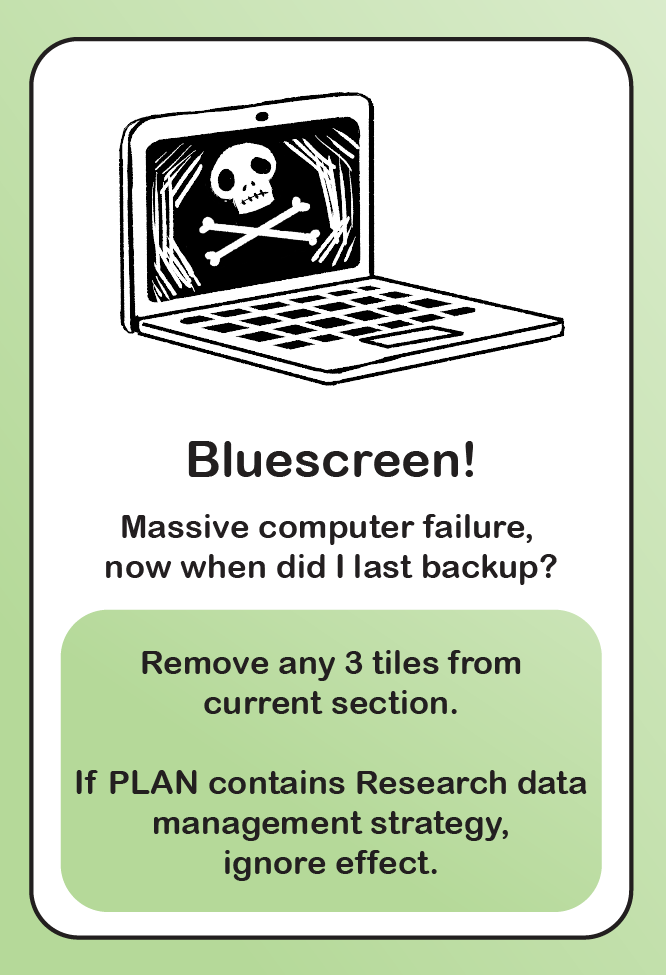 Bluescreen!
Massive computer failure,
now when did I last backup?
Remove any 3 tiles from
current section.
If PLAN contains Research data
management strategy,
ignore effect.